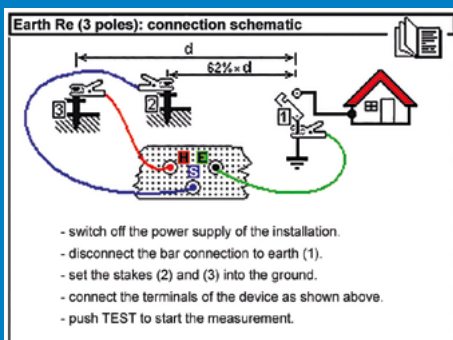 Earth Re (3 poles): connection schematic
d
62%×d
3
2
1
H
E
S
- switch off the power supply of the installation.
- disconnect the bar connection to earth (1).
- set the stakes (2) and (3) into the ground.
- connect the terminals of the device as shown above.
- push TEST to start the measurement.